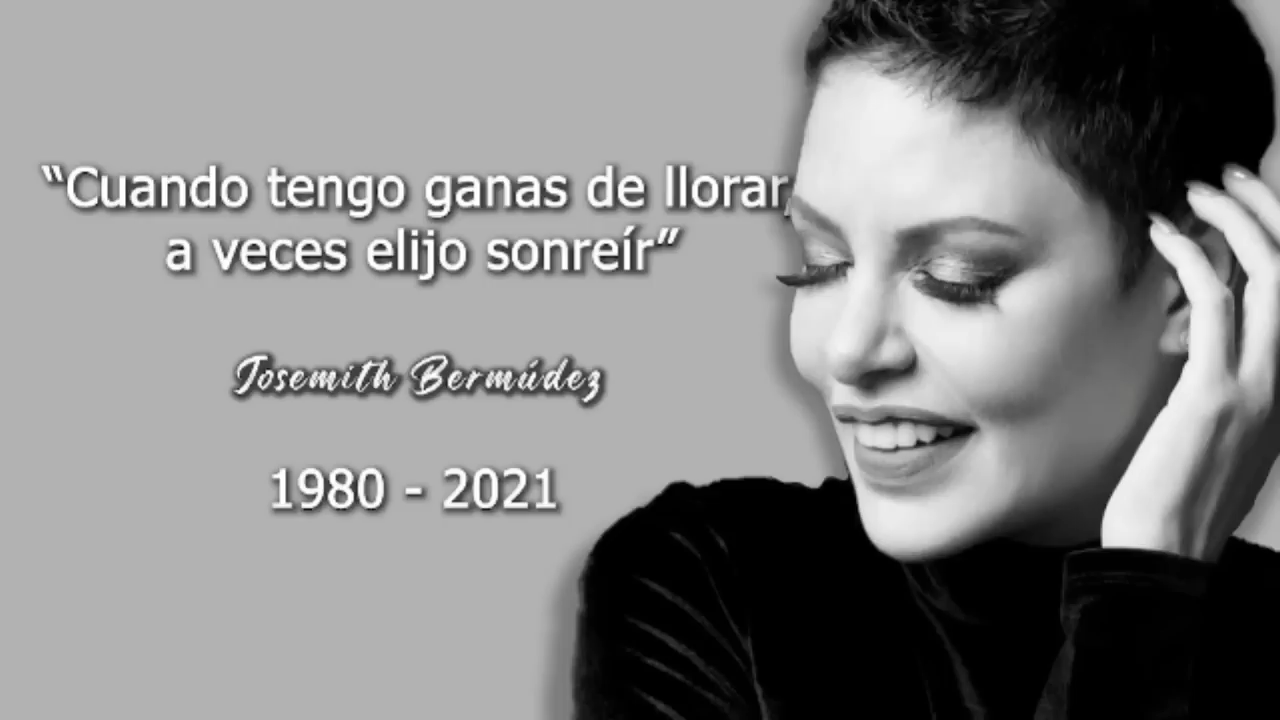 “Cuando tengo ganas de llorar,
a veces elijo sonreír”
Josemith Bermúdez
1980 - 2021